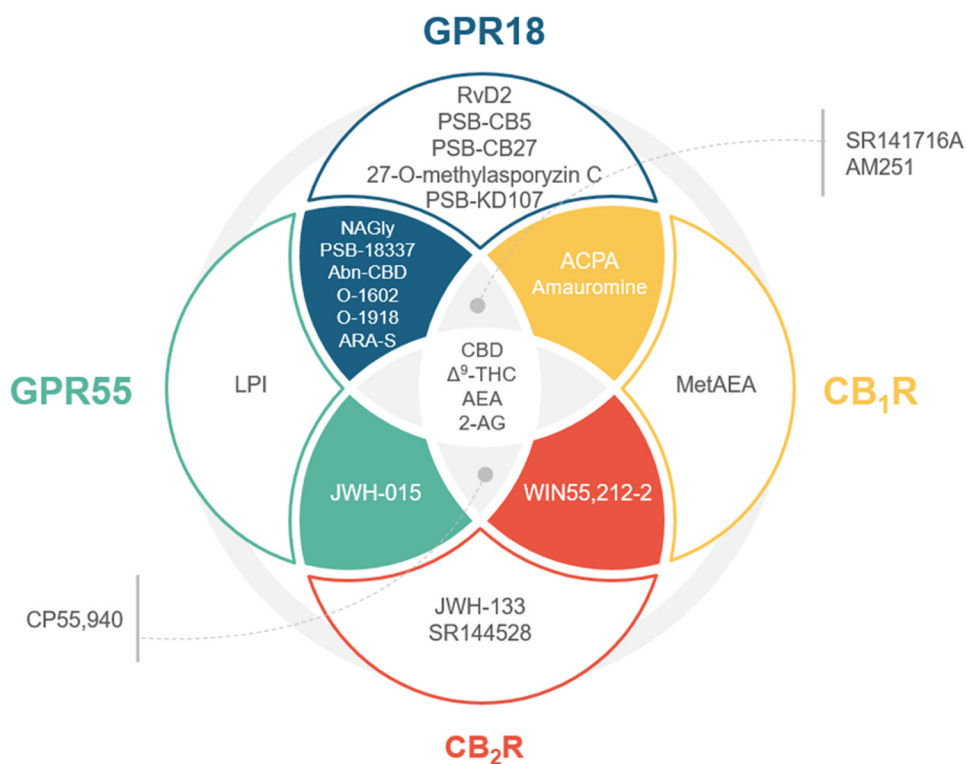 GPR18
RvD2
PSB-CB5
PSB-CB27
27-O-methylasporyzin C
PSB-KD107
SR141716A
AM251
NAGly
PSB-18337
Abn-CBD
O-1602
O-1918
ARA-S
ACPA
Amauromine
GPR55
LPI
CBD
Δ⁹-THC
AEA
2-AG
MetAEA
CB₁R
JWH-015
WIN55,212-2
CP55,940
JWH-133
SR144528
CB₂R